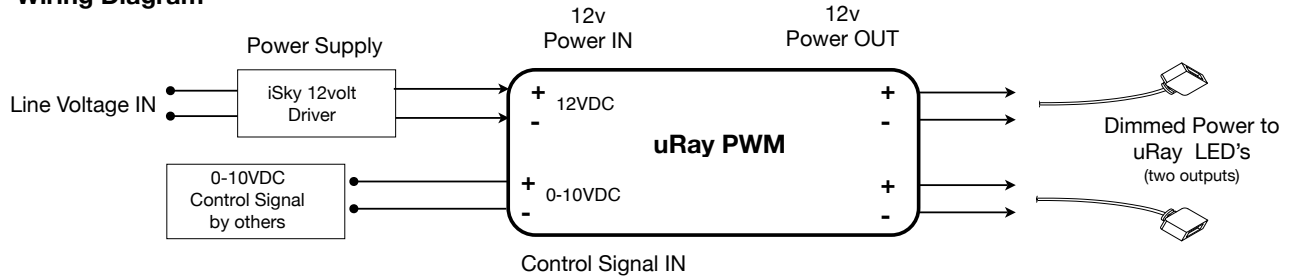 Wiring Diagram
12v
Power IN
12v
Power OUT
Power Supply
Line Voltage IN
iSky 12volt
Driver
+
12VDC
-
+
-
uRay PWM
Dimmed Power to
uRay LED's
(two outputs)
0-10VDC
Control Signal
by others
+
0-10VDC
-
+
-
Control Signal IN